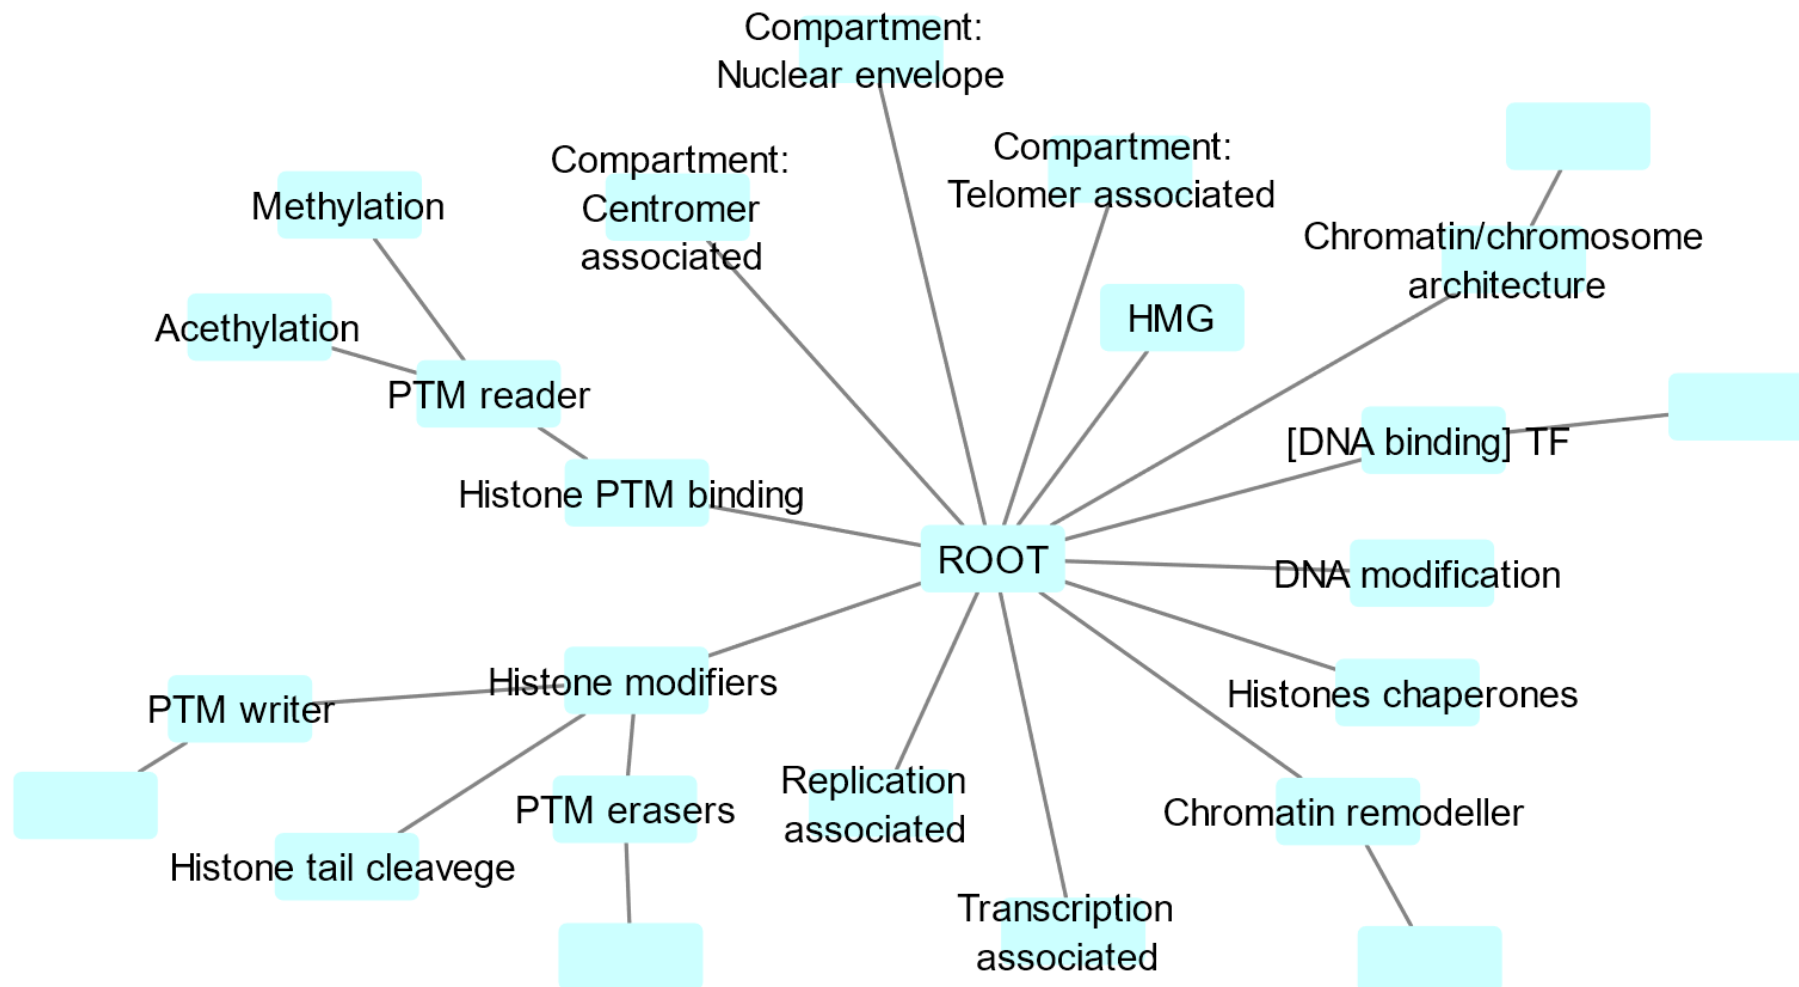 Compartment:
Nuclear envelope
Compartment:
Telomer associated
Compartment:
Centromer
associated
Methylation
Chromatin/chromosome
architecture
HMG
Acethylation
PTM reader
[DNA binding] TF
Histone PTM binding
ROOT
DNA modification
Histone modifiers
Histones chaperones
PTM writer
Replication
associated
PTM erasers
Chromatin remodeller
Histone tail cleavege
Transcription
associated